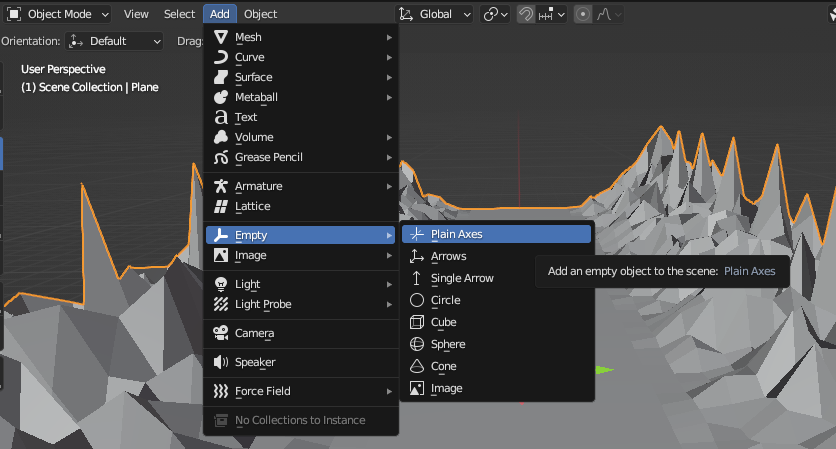 Object Mode View Select Add Object Global
Orientation: Default Drag:
User Perspective
(1) Scene Collection | Plane
Mesh
Curve
Surface
Metaball
Text
Volume
Grease Pencil
Armature
Lattice
Empty
Image
Light
Light Probe
Camera
Speaker
Force Field
No Collections to Instance
Plain Axes
Arrows
Single Arrow
Circle
Cube
Sphere
Cone
Image
Add an empty object to the scene: Plain Axes